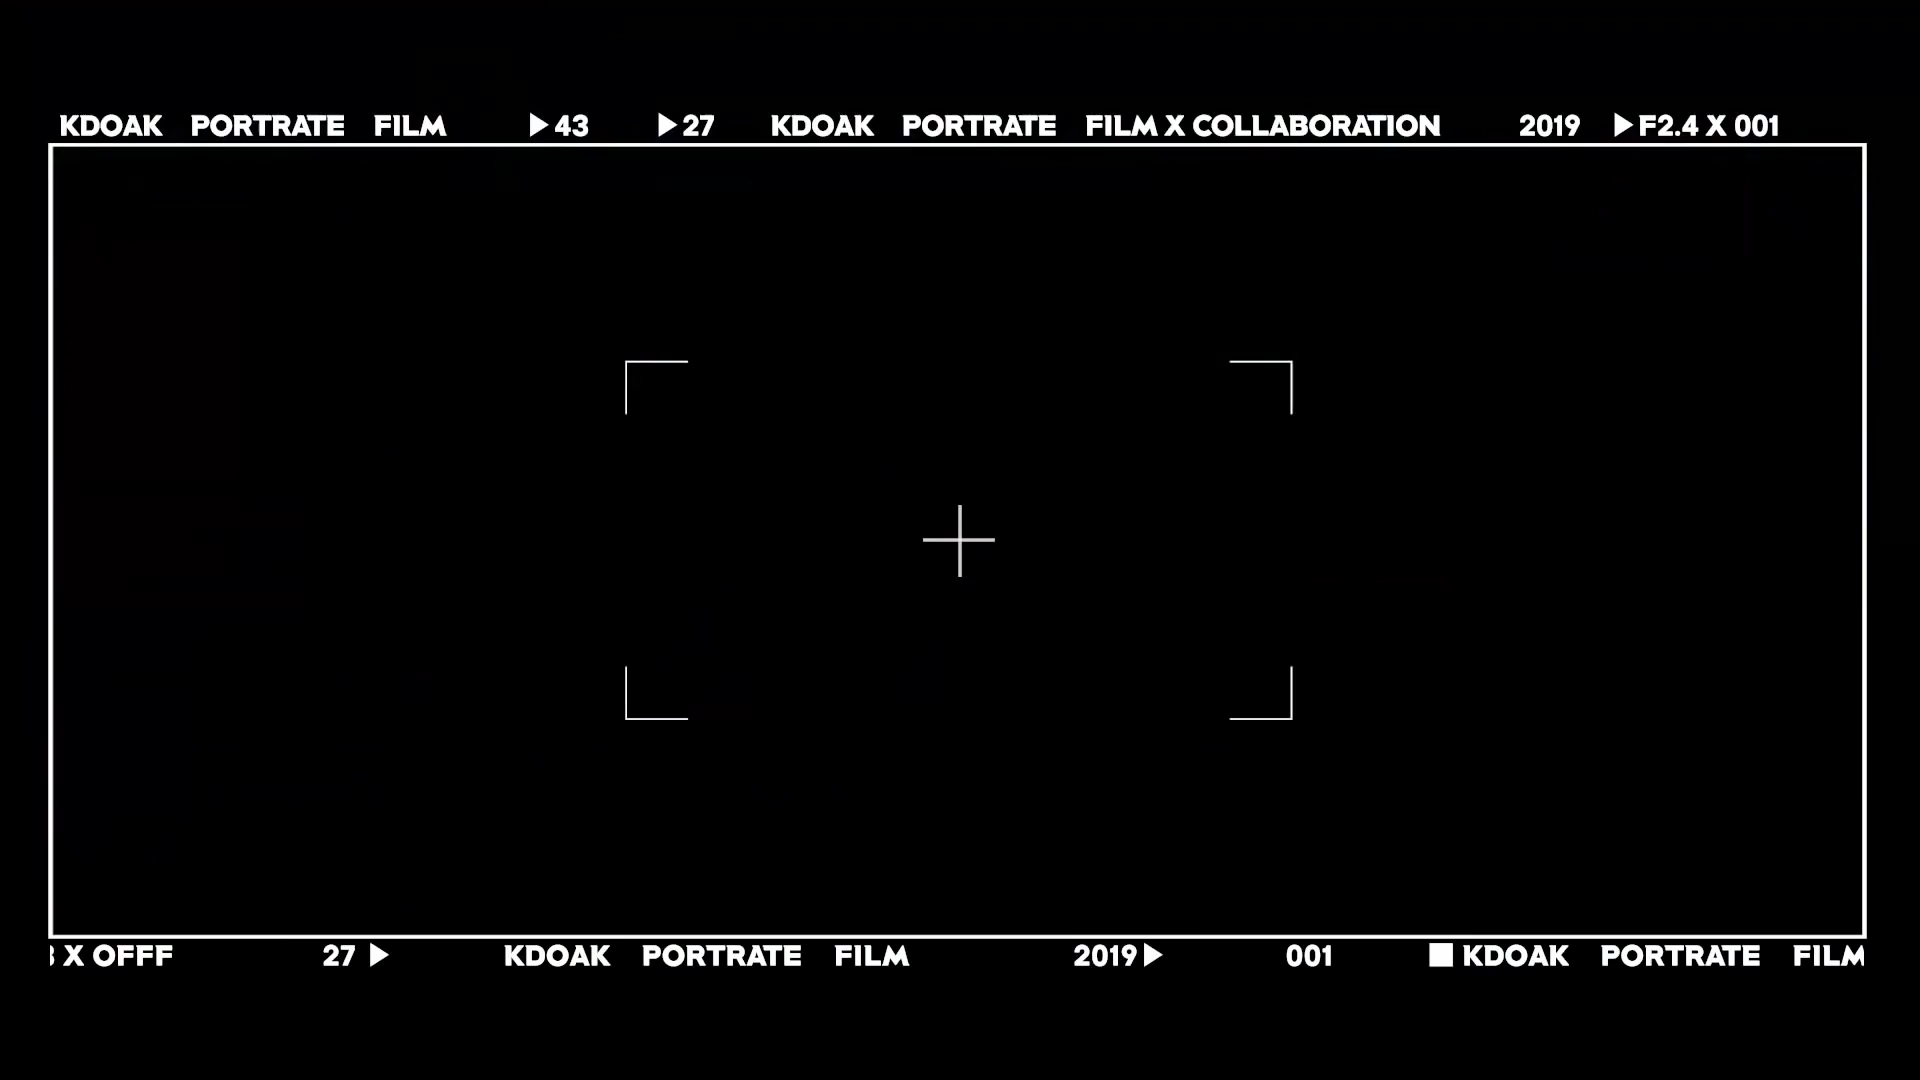 KDOAK PORTRATE FILM ▶43 ▶27 KDOAK PORTRATE FILM X COLLABORATION 2019 ▶F2.4 X 001
X OFFF 27 ▶ KDOAK PORTRATE FILM 2019▶ 001 ■KDOAK PORTRATE FILM